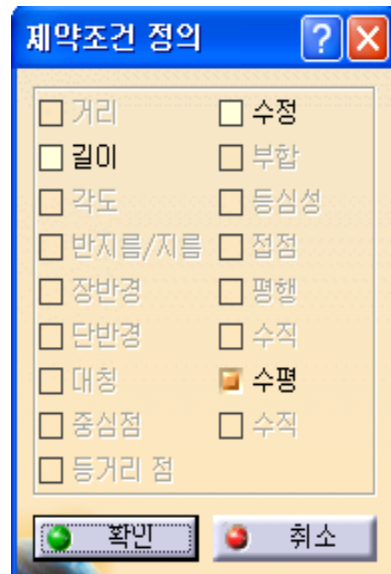 제약조건 정의
거리 수정
길이 부합
각도 등심성
반지름/지름 접점
장반경 평행
단반경 수직
대칭 수평
중심점 수직
등거리 점
확인 취소